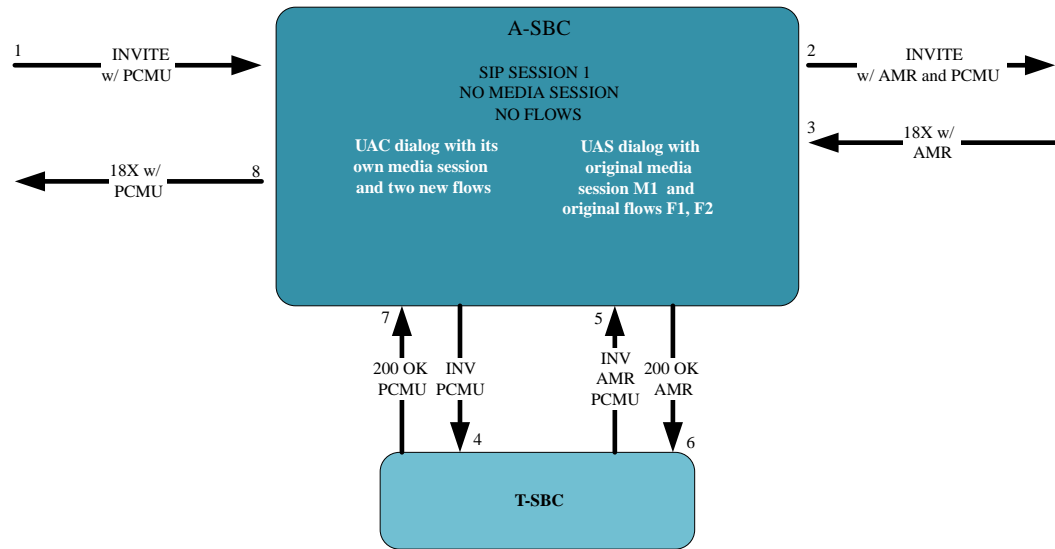 A-SBC
1
INVITE
w/ PCMU
2
INVITE
w/ AMR and PCMU
SIP SESSION 1
NO MEDIA SESSION
NO FLOWS
3
18X w/
AMR
UAC dialog with its
own media session
and two new flows
UAS dialog with
original media
session M1 and
original flows F1, F2
18X w/
PCMU
8
7
200 OK
PCMU
INV
PCMU
4
5
INV
AMR
PCMU
200 OK
AMR
6
T-SBC